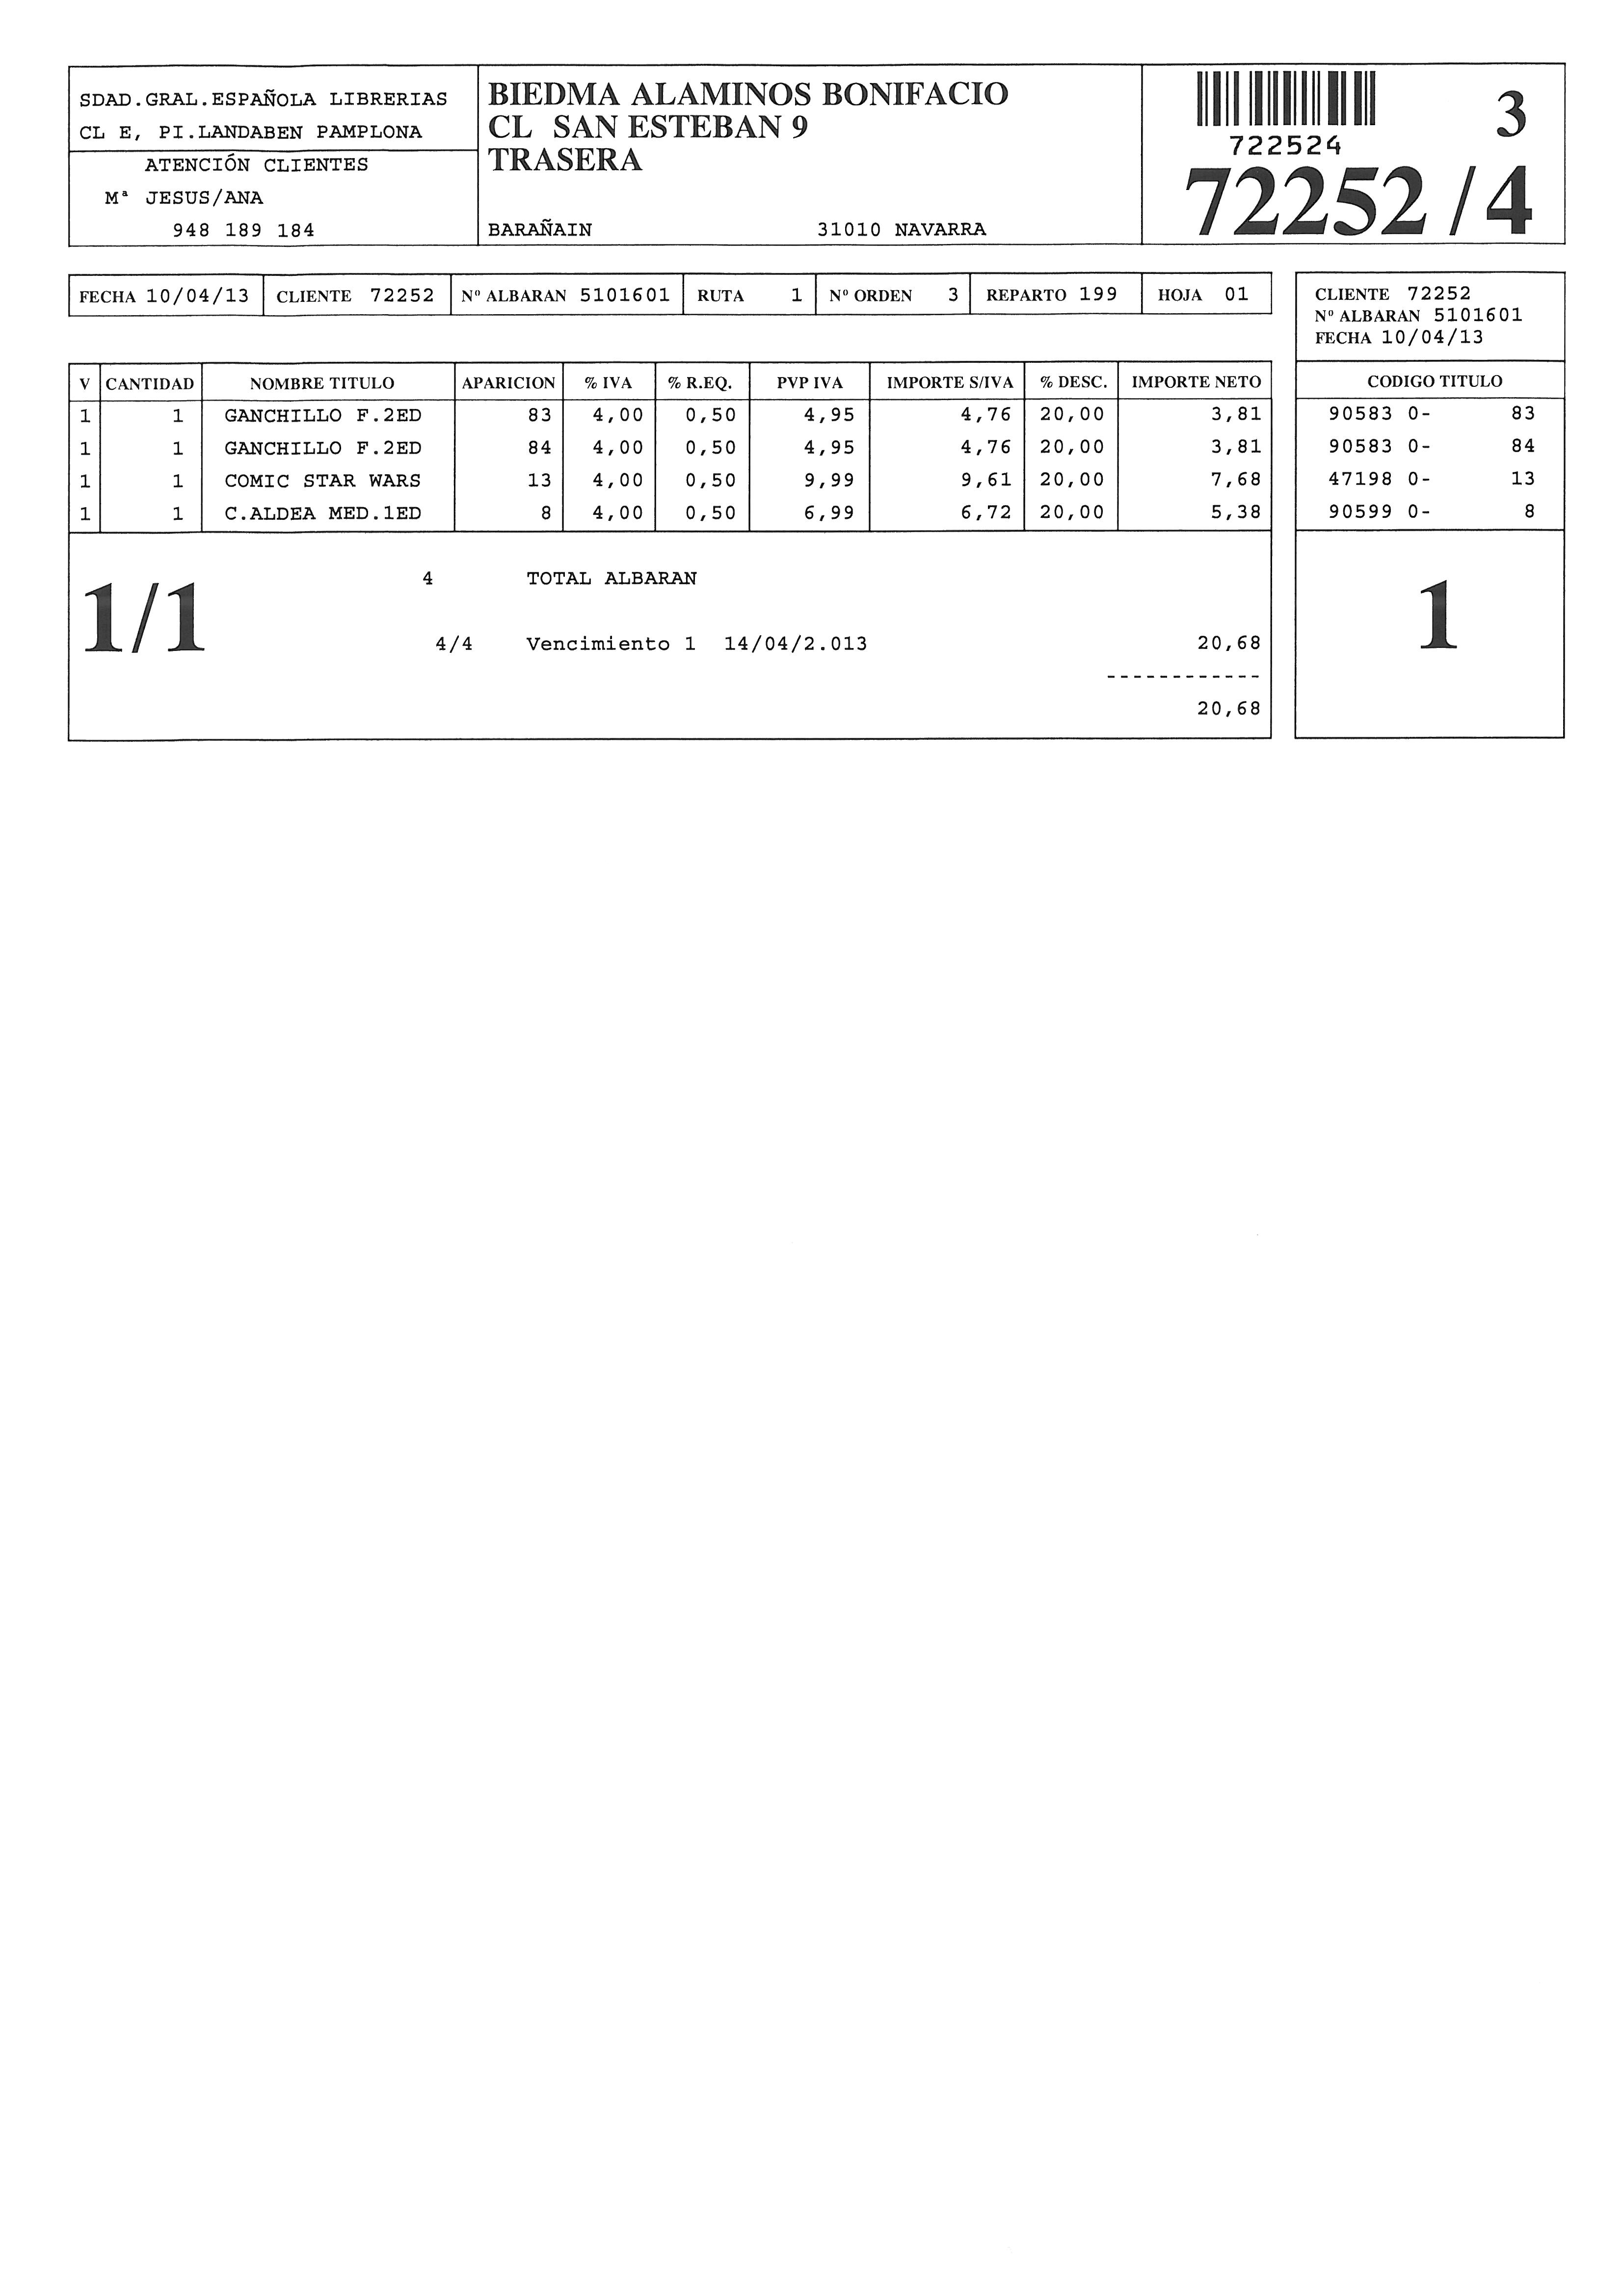 SDAD.GRAL.ESPAÑOLA LIBRERIAS
CL E, PI.LANDABEN PAMPLONA
ATENCIÓN CLIENTES
Mª JESUS/ANA
948 189 184
BIEDMA ALAMINOS BONIFACIO
CL SAN ESTEBAN 9
TRASERA
BARAÑAIN 31010 NAVARRA
3
722524
72252 / 4
FECHA 10/04/13 CLIENTE 72252 Nº ALBARAN 5101601 RUTA 1 Nº ORDEN 3 REPARTO 199 HOJA 01
CLIENTE 72252
Nº ALBARAN 5101601
FECHA 10/04/13
V CANTIDAD NOMBRE TITULO APARICION % IVA % R.EQ. PVP IVA IMPORTE S/IVA % DESC. IMPORTE NETO CODIGO TITULO
1 1 GANCHILLO F.2ED 83 4,00 0,50 4,95 4,76 20,00 3,81 90583 0- 83
1 1 GANCHILLO F.2ED 84 4,00 0,50 4,95 4,76 20,00 3,81 90583 0- 84
1 1 COMIC STAR WARS 13 4,00 0,50 9,99 9,61 20,00 7,68 47198 0- 13
1 1 C.ALDEA MED.1ED 8 4,00 0,50 6,99 6,72 20,00 5,38 90599 0- 8
4 TOTAL ALBARAN
1/1
4/4 Vencimiento 1 14/04/2.013 20,68
------------
20,68
1